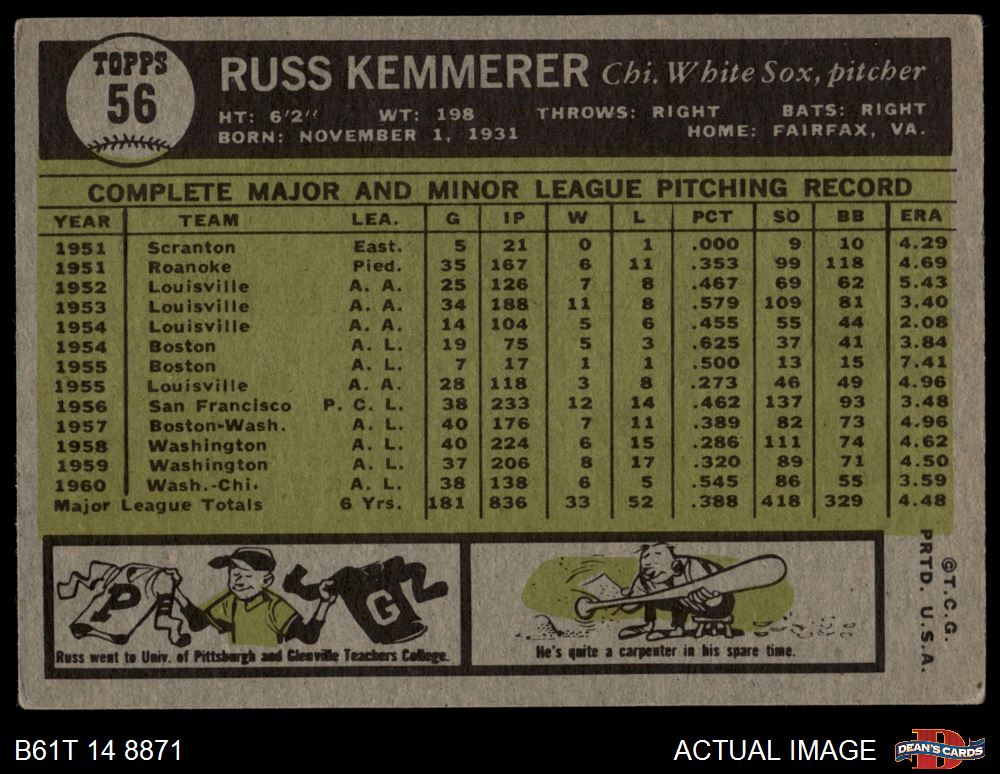 TOPPS
56
RUSS KEMMERER Chi. White Sox, pitcher
HT: 6'2'' WT: 198 THROWS: RIGHT BATS: RIGHT
BORN: NOVEMBER 1, 1931 HOME: FAIRFAX, VA.
COMPLETE MAJOR AND MINOR LEAGUE PITCHING RECORD
YEAR TEAM LEA. G IP W L PCT SO BB ERA
1951 Scranton East. 5 21 0 1 .000 9 10 4.29
1951 Roanoke Pied. 35 167 6 11 .353 99 118 4.69
1952 Louisville A. A. 25 126 7 8 .467 69 62 5.43
1953 Louisville A. A. 34 188 11 8 .579 109 81 3.40
1954 Louisville A. A. 14 104 5 6 .455 55 44 2.08
1954 Boston A. L. 19 75 5 3 .625 37 41 3.84
1955 Boston A. L. 7 17 1 1 .500 13 15 7.41
1955 Louisville A. A. 28 118 3 8 .273 46 49 4.96
1956 San Francisco P. C. L. 38 233 12 14 .462 137 93 3.48
1957 Boston-Wash. A. L. 40 176 7 11 .389 82 73 4.96
1958 Washington A. L. 40 224 6 15 .286 111 74 4.62
1959 Washington A. L. 37 206 8 17 .320 89 71 4.50
1960 Wash.-Chi. A. L. 38 138 6 5 .545 86 55 3.59
Major League Totals 6 Yrs. 181 836 33 52 .388 418 329 4.48
P
G
Russ went to Univ. of Pittsburgh and Glenville Teachers College.
He's quite a carpenter in his spare time.
©T.C.G.
PRTD. U.S.A.
B61T 14 8871
ACTUAL IMAGE
D
DEAN'S CARDS